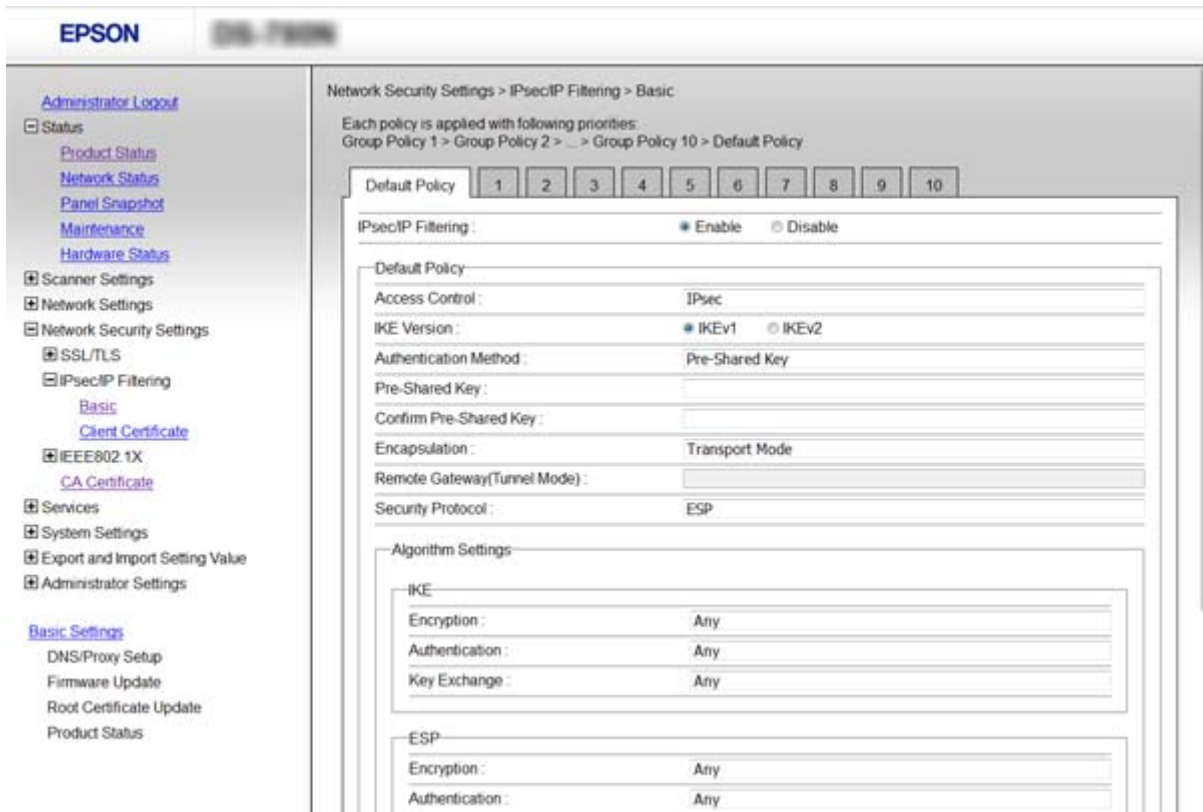 EPSON
Administrator Logout
Status
Product Status
Network Status
Panel Snapshot
Maintenance
Hardware Status
Scanner Settings
Network Settings
Network Security Settings
SSL/TLS
IPsec/IP Filtering
Basic
Client Certificate
IEEE802.1X
CA Certificate
Services
System Settings
Export and Import Setting Value
Administrator Settings
Basic Settings
DNS/Proxy Setup
Firmware Update
Root Certificate Update
Product Status
Network Security Settings > IPsec/IP Filtering > Basic
Each policy is applied with following priorities:
Group Policy 1 > Group Policy 2 > ... > Group Policy 10 > Default Policy
Default Policy 1 2 3 4 5 6 7 8 9 10
IPsec/IP Filtering : Enable Disable
Default Policy
Access Control : IPsec
IKE Version : IKEv1 IKEv2
Authentication Method : Pre-Shared Key
Pre-Shared Key :
Confirm Pre-Shared Key :
Encapsulation : Transport Mode
Remote Gateway(Tunnel Mode) :
Security Protocol : ESP
Algorithm Settings
IKE
Encryption : Any
Authentication : Any
Key Exchange : Any
ESP
Encryption : Any
Authentication : Any